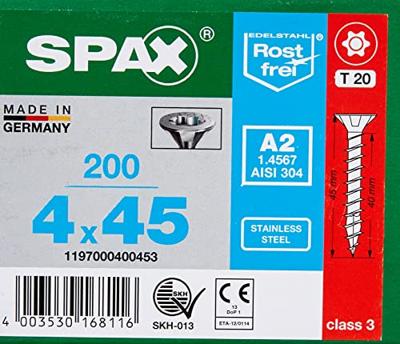 SPAX®
EDELSTAHL
Rost
frei
T 20
MADE IN
GERMANY
200
4x45
1197000400453
A2
1.4567
AISI 304
STAINLESS
STEEL
45 mm
40 mm
SKH
SKH-013
CE
13
DoP 1
ETA-12/0114
4 003530 168116
class 3